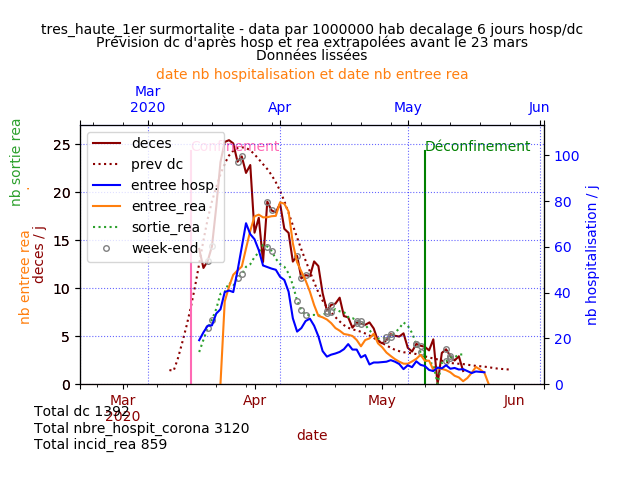 tres_haute_1er surmortalite - data par 1000000 hab decalage 6 jours hosp/dc
Prévision dc d'après hosp et rea extrapolées avant le 23 mars
Données lissées
date nb hospitalisation et date nb entree rea
Mar
2020
Apr
May
Jun
Confinement
Déconfinement
deces
prev dc
entree hosp
entree_rea
sortie_rea
week-end
25
20
15
10
5
0
100
80
60
40
20
0
nb sortie rea
nb entree rea
deces / j
nb hospitalisation / j
Mar
2020
Apr
May
Jun
date
Total dc 1392
Total nbre_hospit_corona 3120
Total incid_rea 859